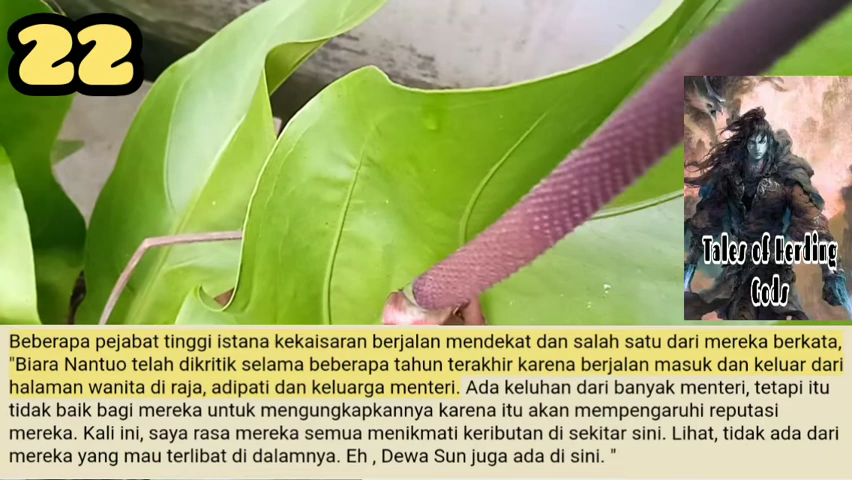 22
Tales of Herding
Gods
Beberapa pejabat tinggi istana kekaisaran berjalan mendekat dan salah satu dari mereka berkata,
"Biara Nantuo telah dikritik selama beberapa tahun terakhir karena berjalan masuk dan keluar dari
halaman wanita di raja, adipati dan keluarga menteri. Ada keluhan dari banyak menteri, tetapi itu
tidak baik bagi mereka untuk mengungkapkannya karena itu akan mempengaruhi reputasi
mereka. Kali ini, saya rasa mereka semua menikmati keributan di sekitar sini. Lihat, tidak ada dari
mereka yang mau terlibat di dalamnya. Eh , Dewa Sun juga ada di sini. "